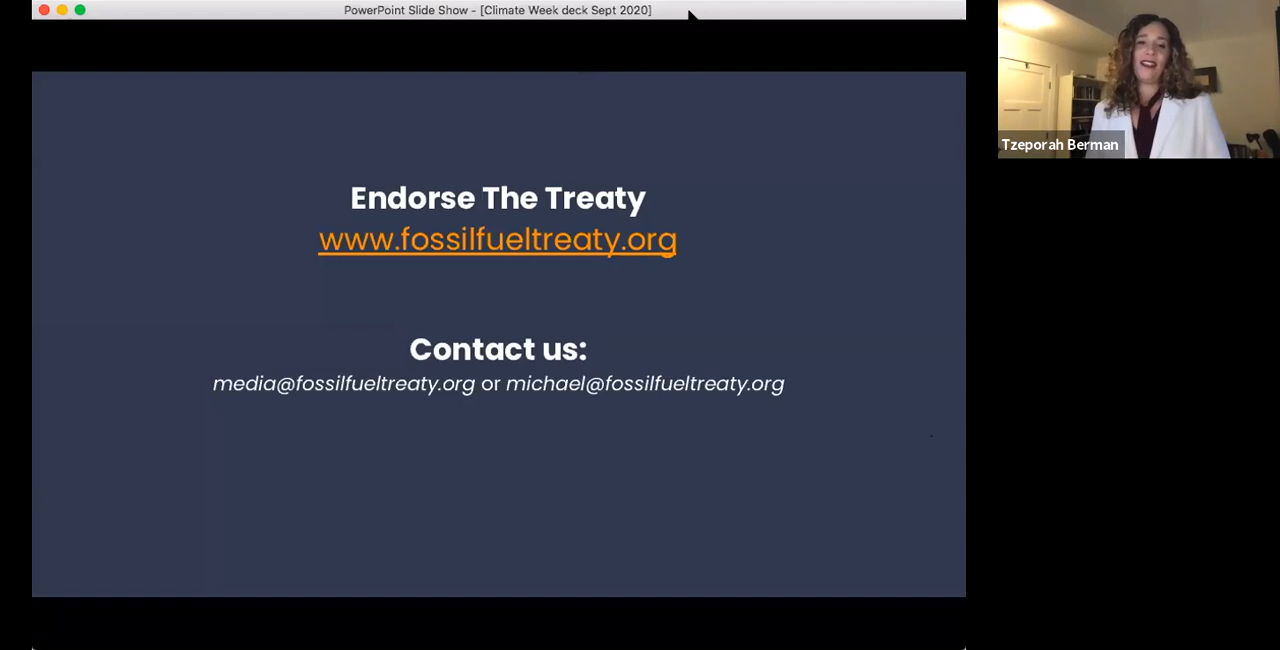 PowerPoint Slide Show - [Climate Week deck Sept 2020]
Endorse The Treaty
www.fossilfueltreaty.org
Contact us:
media@fossilfueltreaty.org or michael@fossilfueltreaty.org
Tzeporah Berman